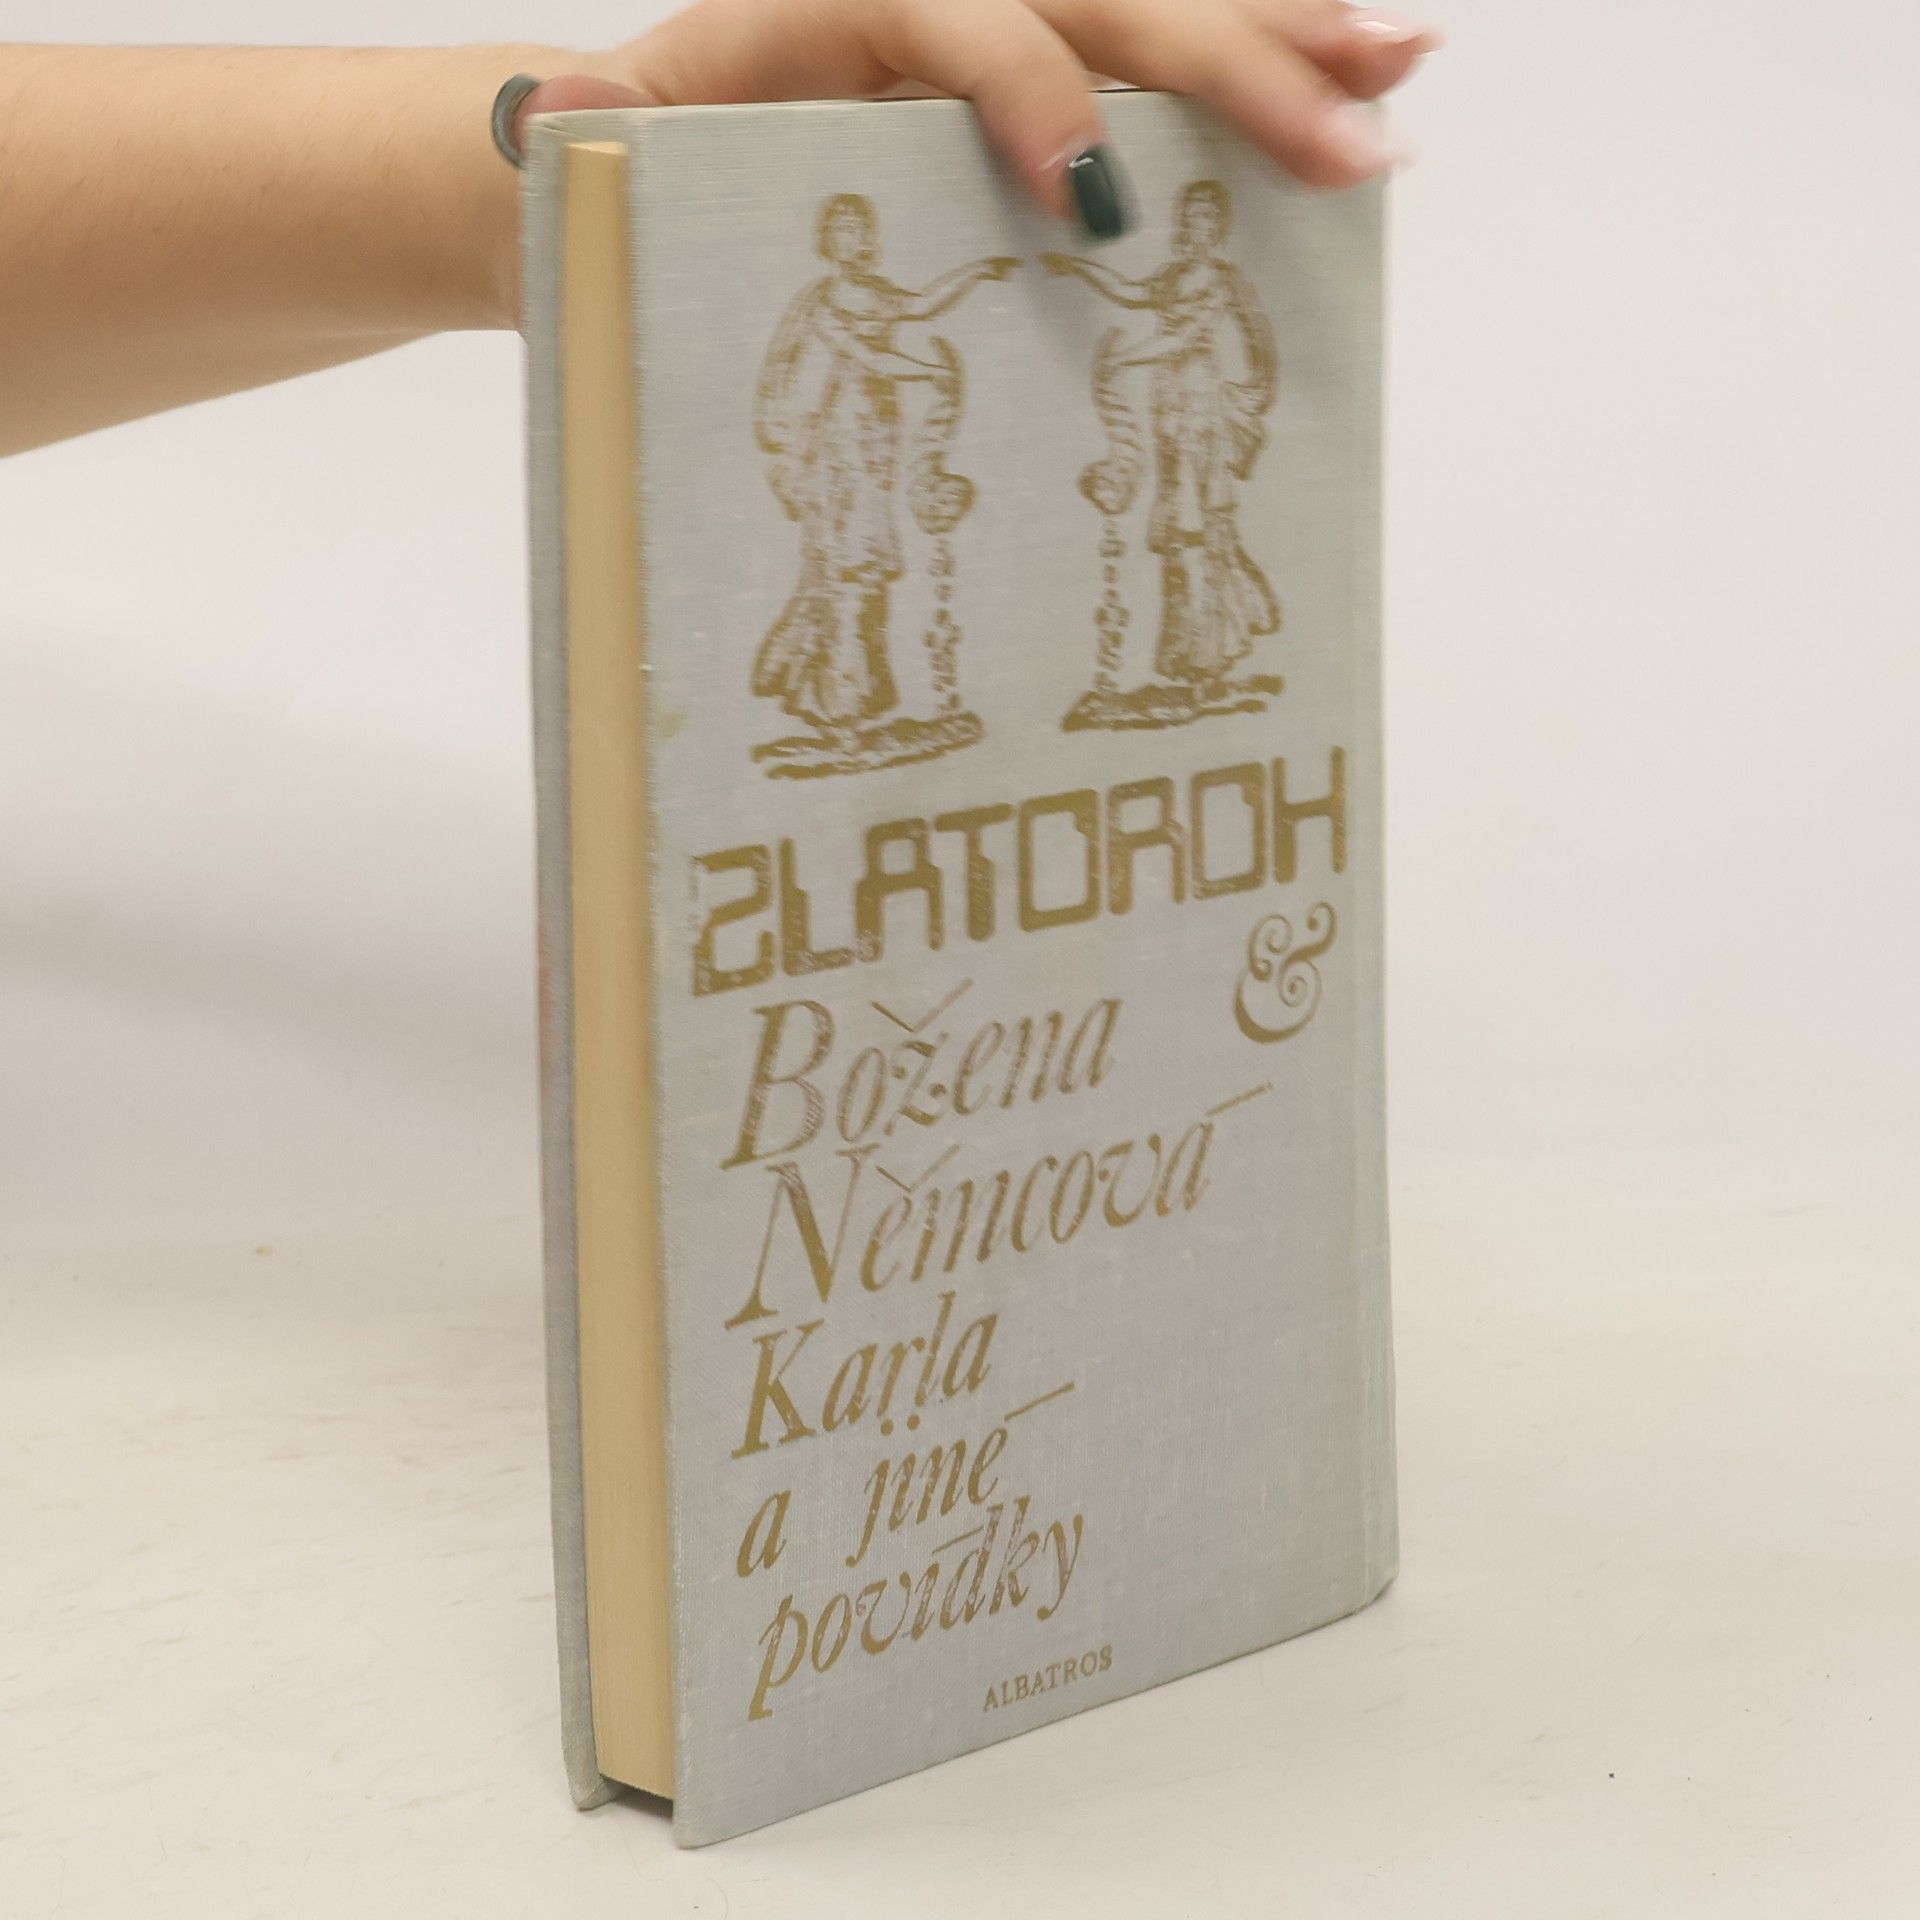 ZLATOROH
&
Božena
Němcová
Karla
a jiné
povídky
ALBATROS